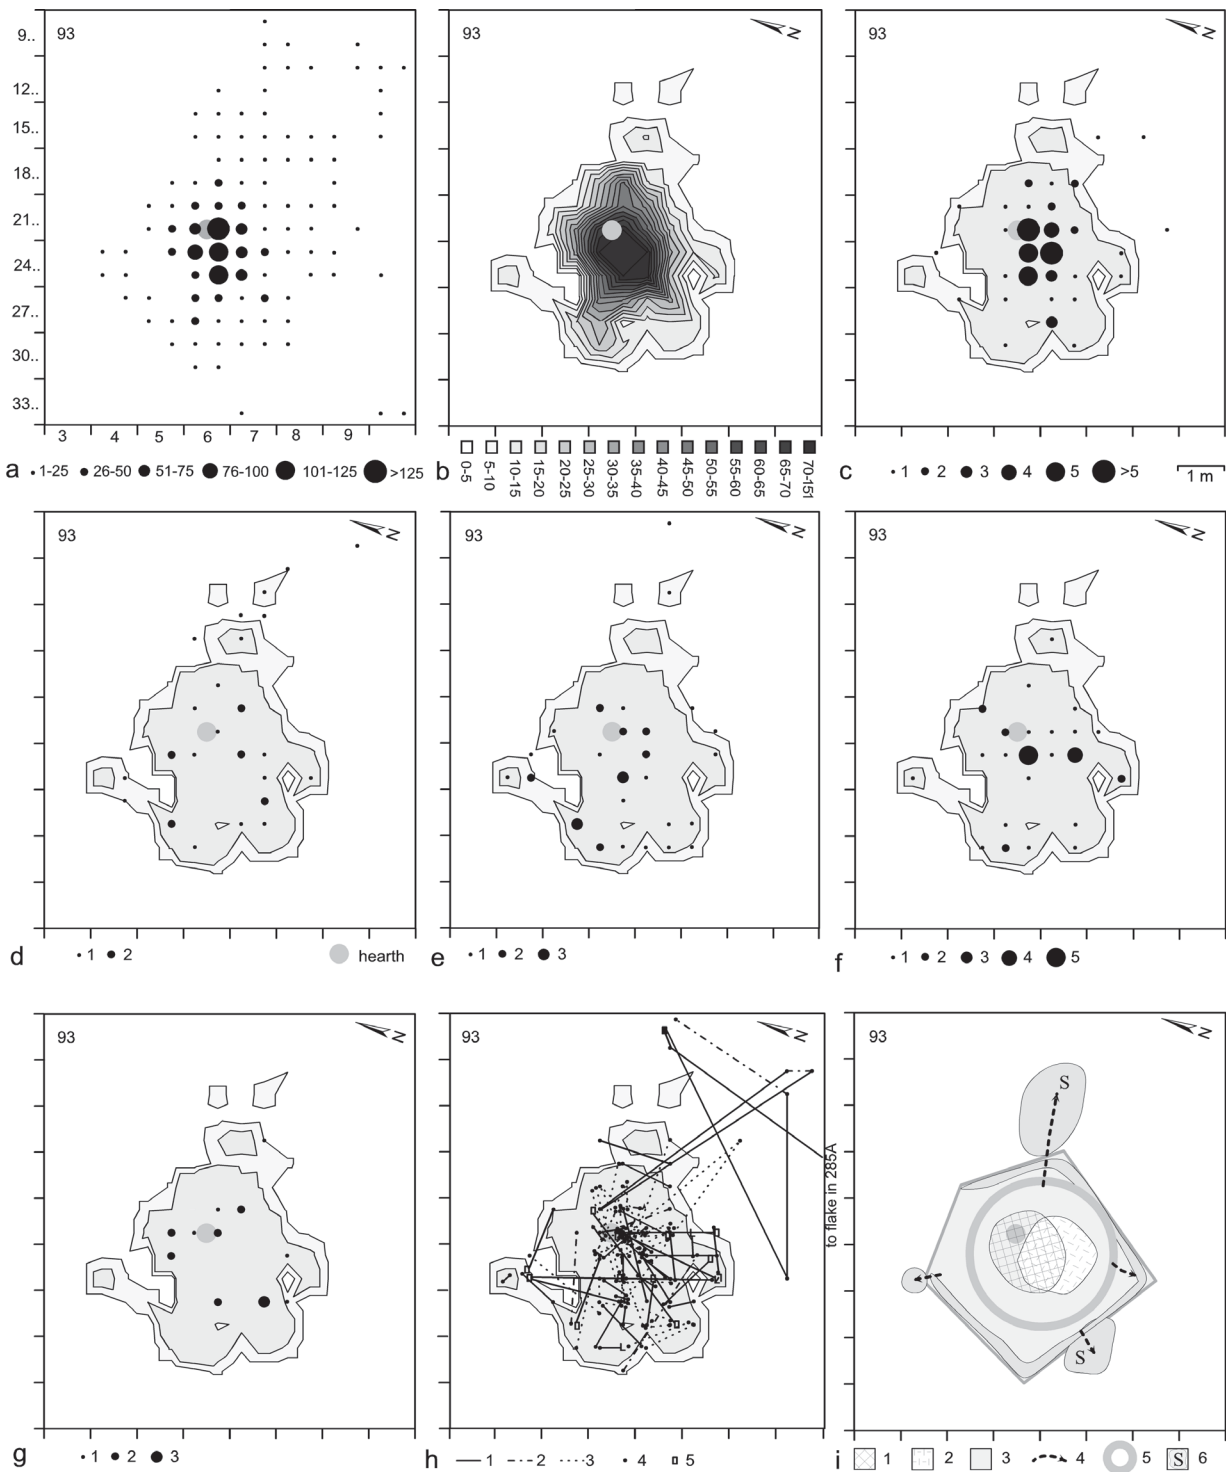 93
N
93
N
93
9..
12..
15..
18..
21..
24..
27..
30..
33..
3 4 5 6 7 8 9
a 1-25 26-50 51-75 76-100 101-125 >125
b 0-5 5-10 10-15 15-20 20-25 25-30 30-35 35-40 40-45 45-50 50-55 55-60 60-65 65-70 70-151
c 1 2 3 4 5 >5 1 m
93
N
93
N
93
N
d 1 2 hearth
e 1 2 3
f 1 2 3 4 5
93
N
93
N
93
N
to flake in 285A
S
S
g 1 2 3
h 1 2 3 4 5
i 1 2 3 4 5 S 6